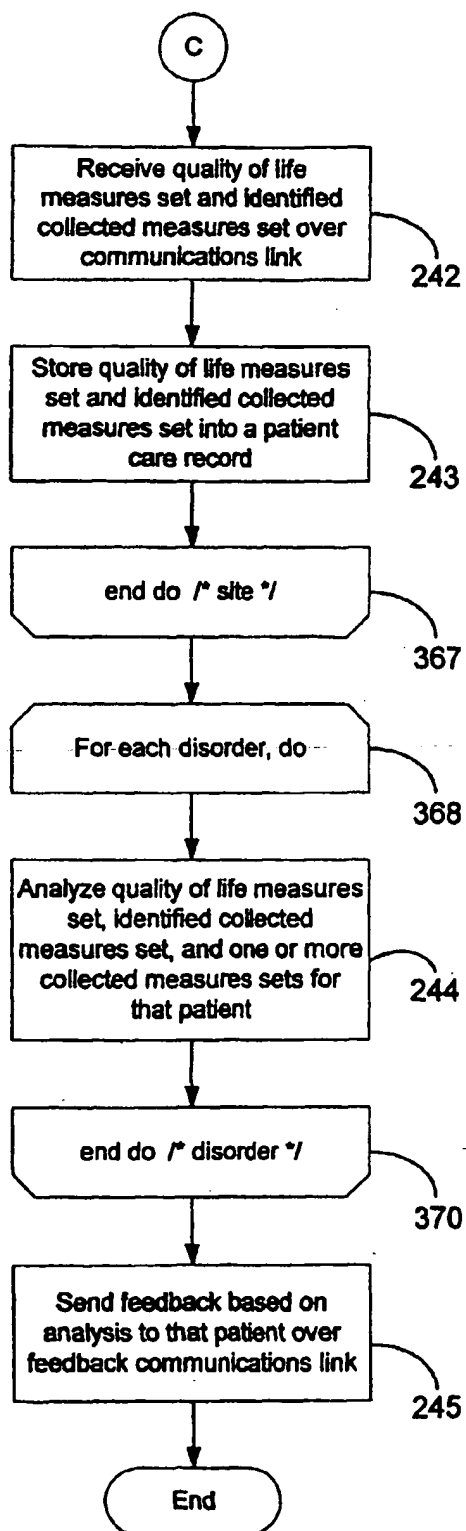 C
Receive quality of life
measures set and identified
collected measures set over
communications link
242
Store quality of life measures
set and identified collected
measures set into a patient
care record
243
end do /* site */
367
For each disorder, do
368
Analyze quality of life measures
set, identified collected
measures set, and one or more
collected measures sets for
that patient
244
end do /* disorder */
370
Send feedback based on
analysis to that patient over
feedback communications link
245
End